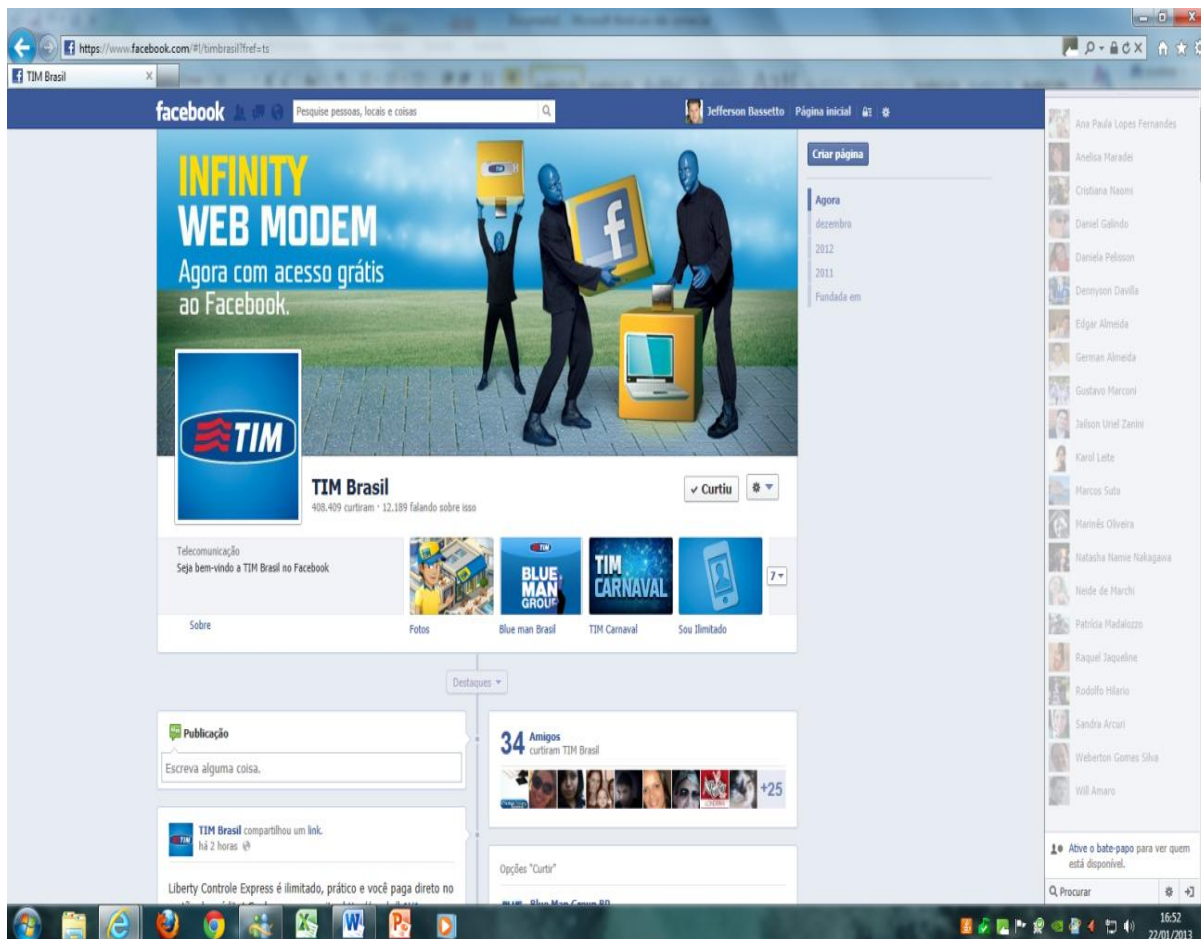 https://www.facebook.com/#!/timbrasil?fref=ts
TIM Brasil
facebook
Pesquise pessoas, locais e coisas
Jefferson Bassetto
Página inicial
INFINITY
WEB MODEM
Agora com acesso grátis
ao Facebook.
TIM
Criar página
Agora
dezembro
2012
2011
Fundada em
TIM Brasil
408.409 curtiram · 12.189 falando sobre isso
Curtiu
Telecomunicação
Seja bem-vindo a TIM Brasil no Facebook
Sobre
TIM
BLUE
MAN
GROUP
TIM
CARNAVAL
7
Fotos
Blue man Brasil
TIM Carnaval
Sou Ilimitado
Destaques
Publicação
Escreva alguma coisa.
TIM Brasil compartilhou um link.
há 2 horas
Liberty Controle Express é ilimitado, prático e você paga direto no
34 Amigos
curtiram TIM Brasil
+25
Opções "Curtir"
Ana Paula Lopes Fernandes
Anelisa Maradei
Cristiana Naomi
Daniel Galindo
Daniela Pelisson
Dennyson Davilla
Edgar Almeida
German Almeida
Gustavo Marconi
Jailson Uriel Zanini
Karol Leite
Marcos Suta
Marinês Oliveira
Natasha Namie Nakagawa
Neide de Marchi
Patrícia Madalozzo
Raquel Jaqueline
Rodolfo Hilario
Sandra Arcuri
Weberton Gomes Silva
Will Amaro
Ative o bate-papo para ver quem
está disponível.
Procurar
16:52
22/01/2013